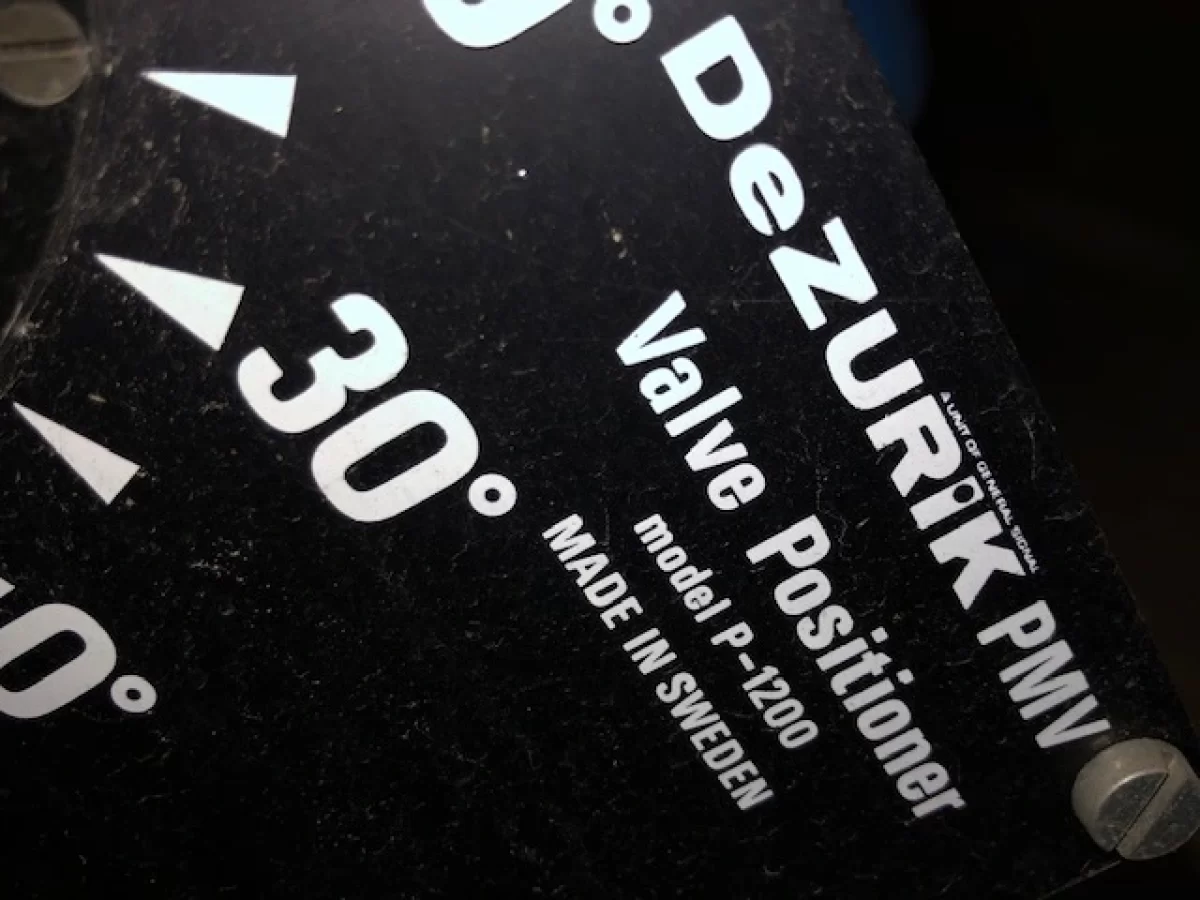 DeZURiK PMV
A UNIT OF GENERAL SIGNAL
Valve Positioner
model P-1200
MADE IN SWEDEN
30°